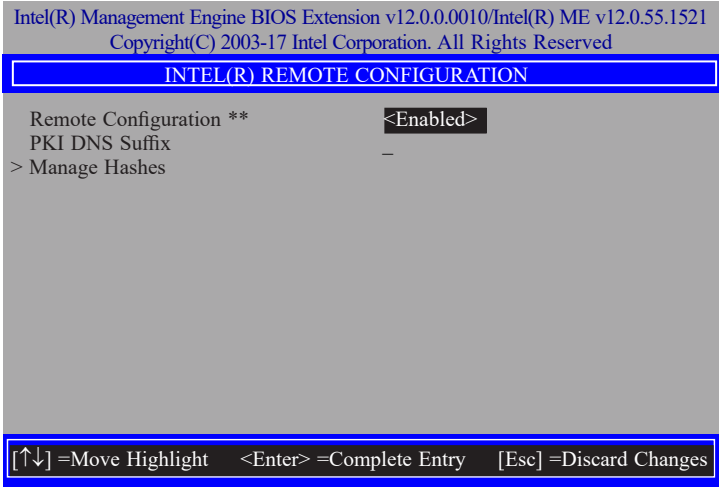 Intel(R) Management Engine BIOS Extension v12.0.0.0010/Intel(R) ME v12.0.55.1521
Copyright(C) 2003-17 Intel Corporation. All Rights Reserved
INTEL(R) REMOTE CONFIGURATION
Remote Configuration ** <Enabled>
PKI DNS Suffix _
> Manage Hashes
[↑↓] =Move Highlight <Enter> =Complete Entry [Esc] =Discard Changes